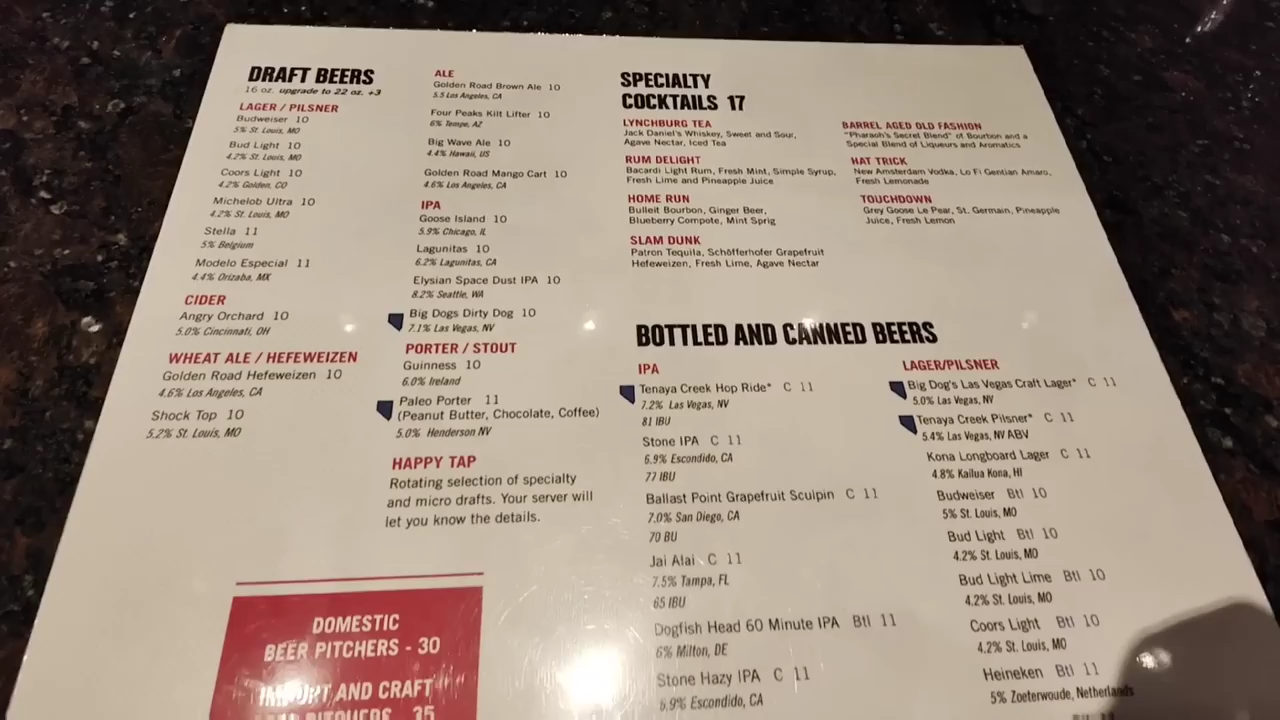 DRAFT BEERS
16 oz. upgrade to 22 oz. +3
LAGER / PILSNER
Budweiser 10
5% St. Louis, MO
Bud Light 10
4.2% St. Louis, MO
Coors Light 10
4.2% Golden, CO
Michelob Ultra 10
4.2% St. Louis, MO
Stella 11
5% Belgium
Modelo Especial 11
4.4% Orizaba, MX
CIDER
Angry Orchard 10
5.0% Cincinnati, OH
WHEAT ALE / HEFEWEIZEN
Golden Road Hefeweizen 10
4.6% Los Angeles, CA
Shock Top 10
5.2% St. Louis, MO
ALE
Golden Road Brown Ale 10
5.5 Los Angeles, CA
Four Peaks Kilt Lifter 10
6% Tempe, AZ
Big Wave Ale 10
4.4% Hawaii, US
Golden Road Mango Cart 10
4.6% Los Angeles, CA
IPA
Goose Island 10
5.9% Chicago, IL
Lagunitas 10
6.2% Lagunitas, CA
Elysian Space Dust IPA 10
8.2% Seattle, WA
Big Dogs Dirty Dog 10
7.1% Las Vegas, NV
PORTER / STOUT
Guinness 10
6.0% Ireland
Paleo Porter 11
(Peanut Butter, Chocolate, Coffee)
5.0% Henderson NV
HAPPY TAP
Rotating selection of specialty
and micro drafts. Your server will
let you know the details.
DOMESTIC
BEER PITCHERS - 30
IMPORT AND CRAFT
BEER PITCHERS 35
SPECIALTY
COCKTAILS 17
LYNCHBURG TEA
Jack Daniel's Whiskey, Sweet and Sour,
Agave Nectar, Iced Tea
RUM DELIGHT
Bacardi Light Rum, Fresh Mint, Simple Syrup,
Fresh Lime and Pineapple Juice
HOME RUN
Bulleit Bourbon, Ginger Beer,
Blueberry Compote, Mint Sprig
SLAM DUNK
Patron Tequila, Schöfferhofer Grapefruit
Hefeweizen, Fresh Lime, Agave Nectar
BARREL AGED OLD FASHION
"Pharaoh's Secret Blend" of Bourbon and a
Special Blend of Liqueurs and Aromatics
HAT TRICK
New Amsterdam Vodka, Lo Fi Gentian Amaro,
Fresh Lemonade
TOUCHDOWN
Grey Goose Le Pear, St. Germain, Pineapple
Juice, Fresh Lemon
BOTTLED AND CANNED BEERS
IPA
Tenaya Creek Hop Ride* C 11
7.2% Las Vegas, NV
81 IBU
Stone IPA C 11
6.9% Escondido, CA
77 IBU
Ballast Point Grapefruit Sculpin C 11
7.0% San Diego, CA
70 BU
Jai Alai C 11
7.5% Tampa, FL
65 IBU
Dogfish Head 60 Minute IPA Btl 11
6% Milton, DE
Stone Hazy IPA C 11
6.9% Escondido, CA
LAGER/PILSNER
Big Dog's Las Vegas Craft Lager* C 11
5.0% Las Vegas, NV
Tenaya Creek Pilsner* C 11
5.4% Las Vegas, NV ABV
Kona Longboard Lager C 11
4.8% Kailua Kona, HI
Budweiser Btl 10
5% St. Louis, MO
Bud Light Btl 10
4.2% St. Louis, MO
Bud Light Lime Btl 10
4.2% St. Louis, MO
Coors Light Btl 10
4.2% St. Louis, MO
Heineken Btl 11
5% Zoeterwoude, Netherlands